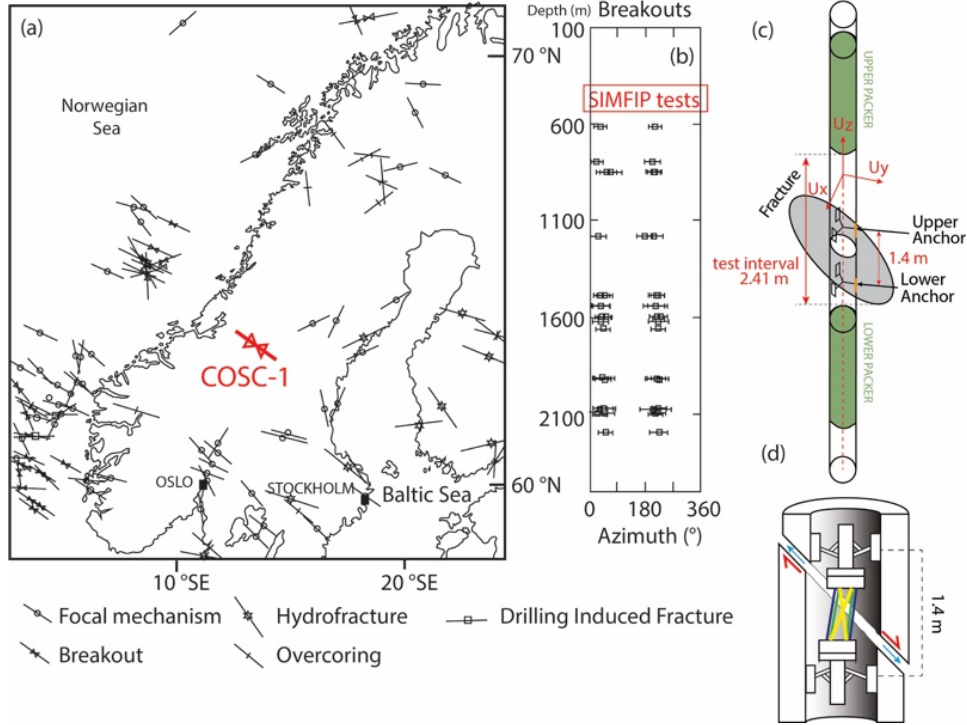 (a)
Norwegian
Sea
COSC-1
OSLO
STOCKHOLM
Baltic Sea
70 °N
60 °N
10 °SE
20 °SE
Focal mechanism
Hydrofracture
Drilling Induced Fracture
Breakout
Overcoring
Depth (m) Breakouts
100
(b)
SIMFIP tests
600
1100
1600
2100
0 180 360
Azimuth (°)
(c)
UPPER PACKER
Uz
Uy
Ux
Fracture
Upper
Anchor
1.4 m
test interval
2.41 m
Lower
Anchor
LOWER PACKER
(d)
1.4 m